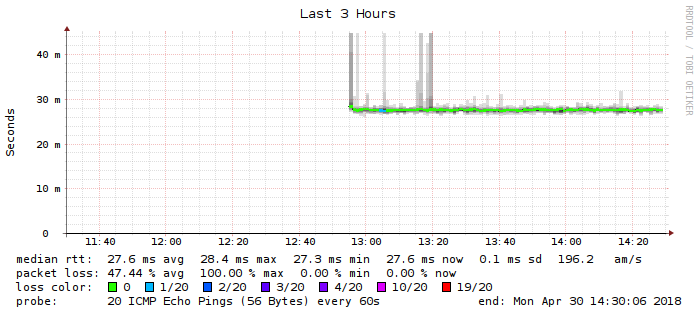 Last 3 Hours
RRDTOOL / TOBI OETIKER
Seconds
40 m
30 m
20 m
10 m
0
11:40 12:00 12:20 12:40 13:00 13:20 13:40 14:00 14:20
median rtt: 27.6 ms avg 28.4 ms max 27.3 ms min 27.6 ms now 0.1 ms sd 196.2 am/s
packet loss: 47.44 % avg 100.00 % max 0.00 % min 0.00 % now
loss color: 0 1/20 2/20 3/20 4/20 10/20 19/20
probe: 20 ICMP Echo Pings (56 Bytes) every 60s end: Mon Apr 30 14:30:06 2018